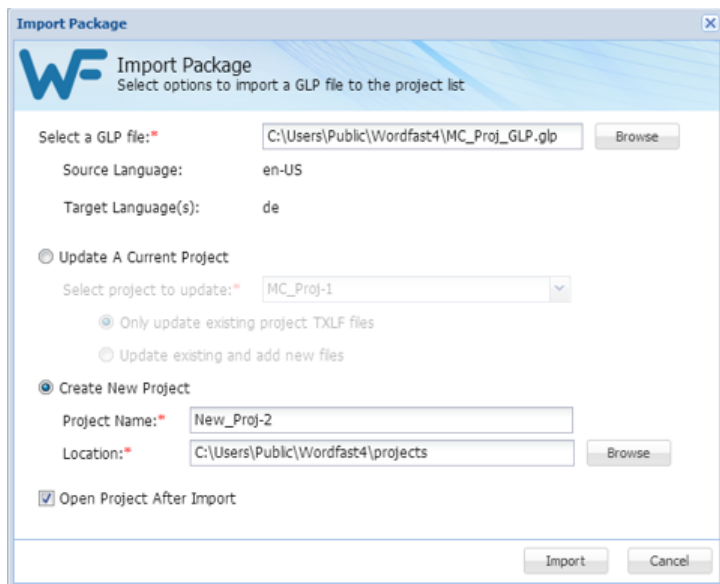 Import Package
WF Import Package
Select options to import a GLP file to the project list
Select a GLP file:* C:\Users\Public\Wordfast4\MC_Proj_GLP.glp Browse
Source Language: en-US
Target Language(s): de
Update A Current Project
Select project to update:* MC_Proj-1
Only update existing project TXLF files
Update existing and add new files
Create New Project
Project Name:* New_Proj-2
Location:* C:\Users\Public\Wordfast4\projects Browse
Open Project After Import
Import Cancel